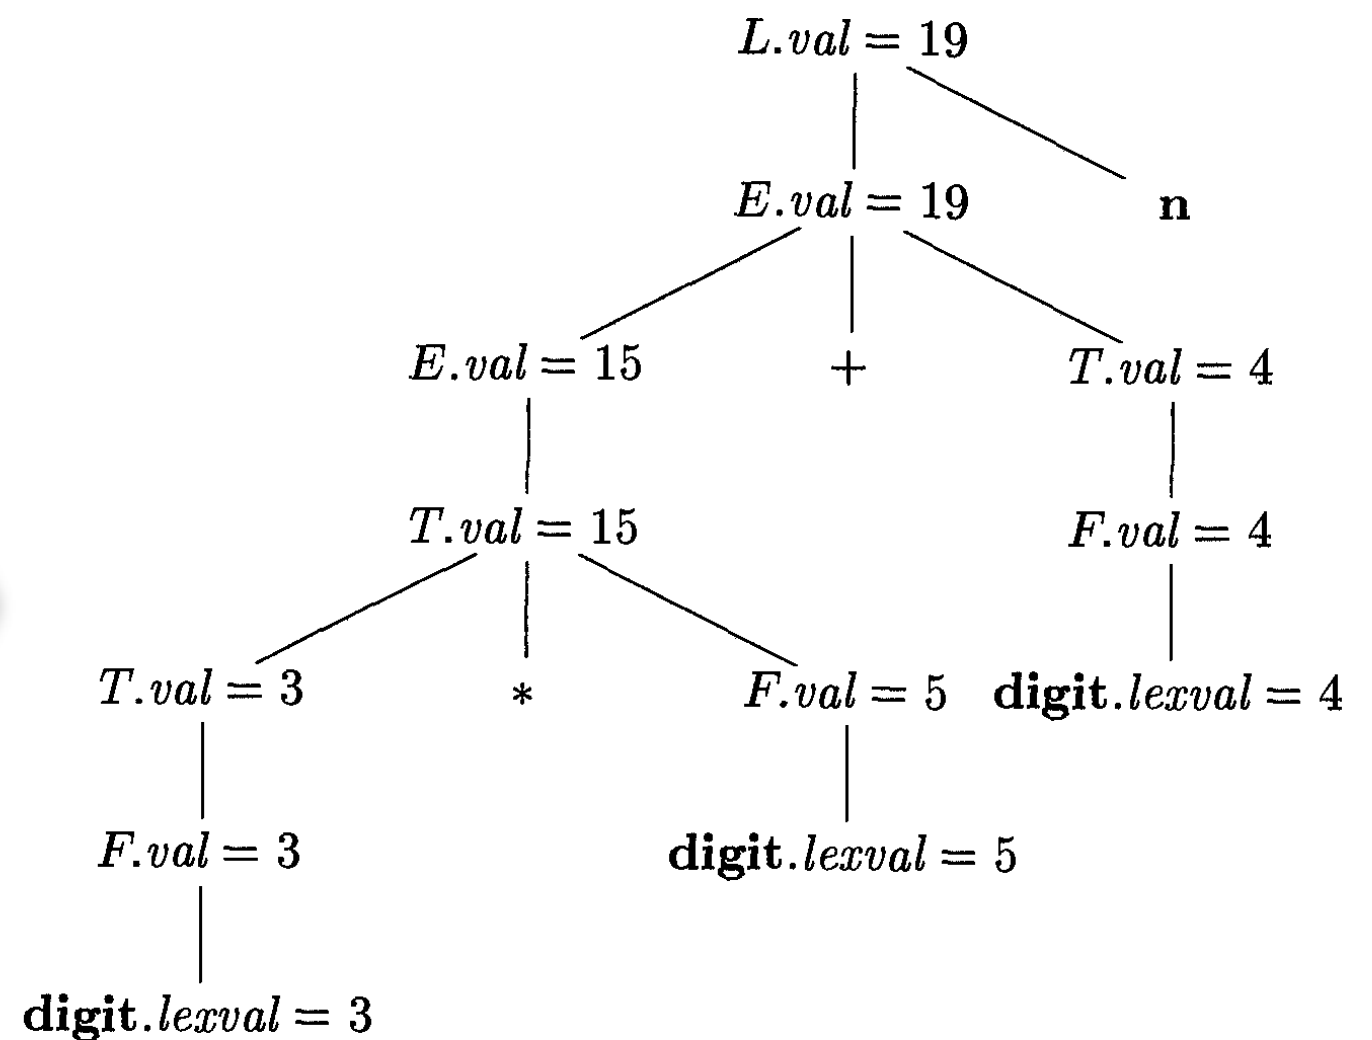 L.val = 19
E.val = 19 n
E.val = 15 + T.val = 4
T.val = 15 F.val = 4
T.val = 3 * F.val = 5 digit.lexval = 4
F.val = 3 digit.lexval = 5
digit.lexval = 3